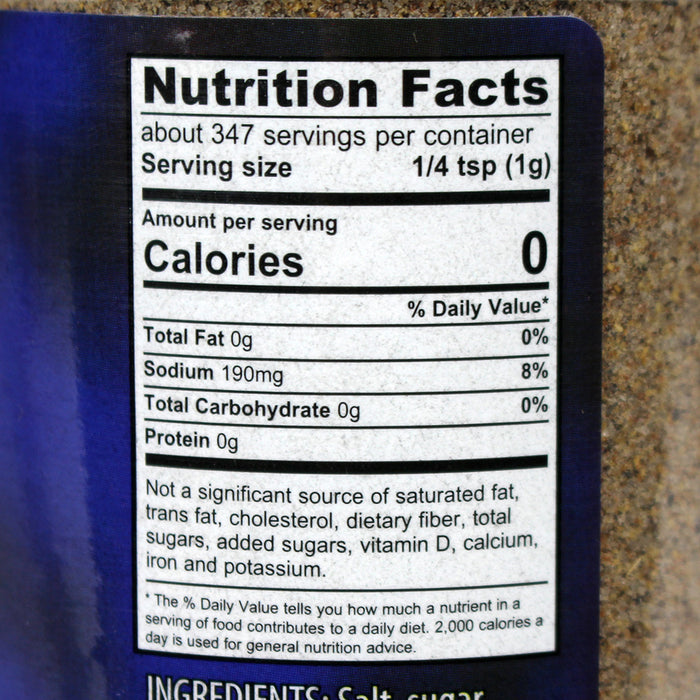 Nutrition Facts
about 347 servings per container
Serving size 1/4 tsp (1g)
Amount per serving
Calories 0
% Daily Value*
Total Fat 0g 0%
Sodium 190mg 8%
Total Carbohydrate 0g 0%
Protein 0g
Not a significant source of saturated fat,
trans fat, cholesterol, dietary fiber, total
sugars, added sugars, vitamin D, calcium,
iron and potassium.
* The % Daily Value tells you how much a nutrient in a
serving of food contributes to a daily diet. 2,000 calories a
day is used for general nutrition advice.
INGREDIENTS: Salt, sugar